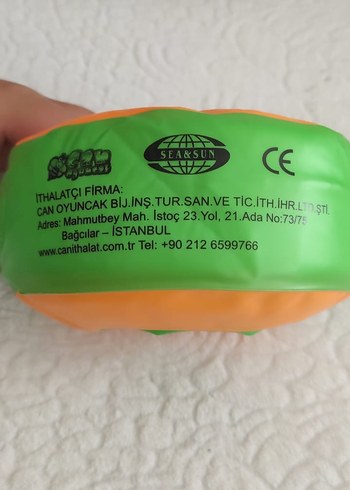 SEA&SUN
CE
İTHALATÇI FİRMA:
CAN OYUNCAK BİJ.İNŞ.TUR.SAN.VE TİC.İTH.İHR.LTD.ŞTİ.
Adres: Mahmutbey Mah. İstoç 23.Yol, 21.Ada No:73/75
Bağcılar – İSTANBUL
www.canithalat.com.tr Tel: +90 212 6599766